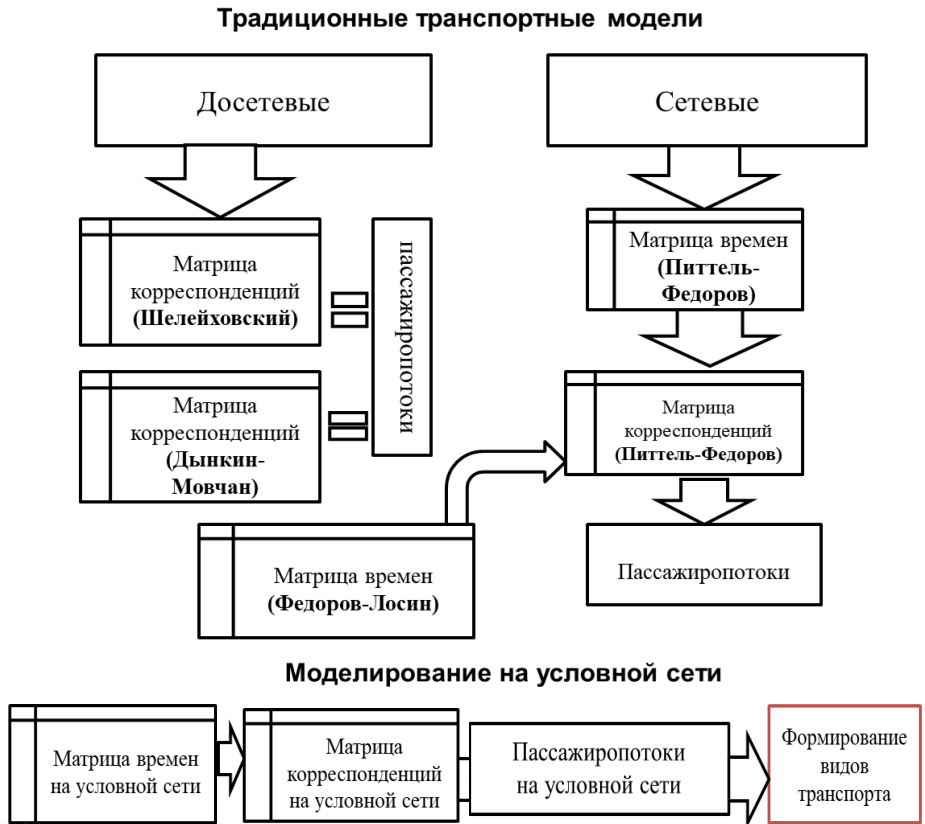 Традиционные транспортные модели
Досетевые
Сетевые
Матрица
корреспонденций
(Шелейховский)
пассажиропотоки
Матрица времен
(Питтель-
Федоров)
Матрица
корреспонденций
(Дынкин-
Мовчан)
Матрица
корреспонденций
(Питтель-Федоров)
Матрица времен
(Федоров-Лосин)
Пассажиропотоки
Моделирование на условной сети
Матрица времен
на условной сети
Матрица
корреспонденций
на условной сети
Пассажиропотоки
на условной сети
Формирование
видов
транспорта